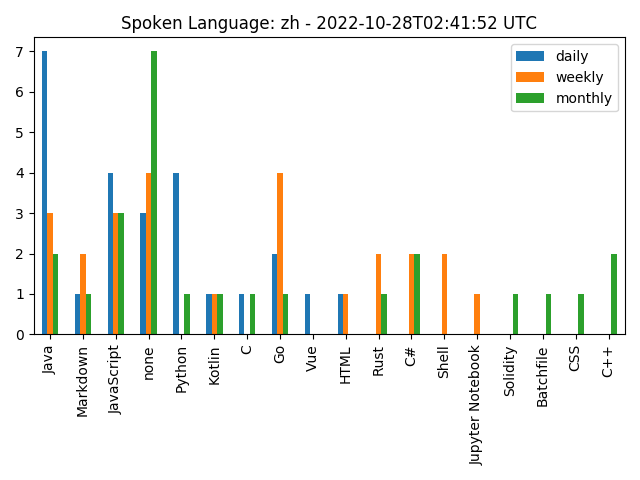 Spoken Language: zh - 2022-10-28T02:41:52 UTC
daily
weekly
monthly
7
6
5
4
3
2
1
0
Java
Markdown
JavaScript
none
Python
Kotlin
C
Go
Vue
HTML
Rust
C#
Shell
Jupyter Notebook
Solidity
Batchfile
CSS
C++